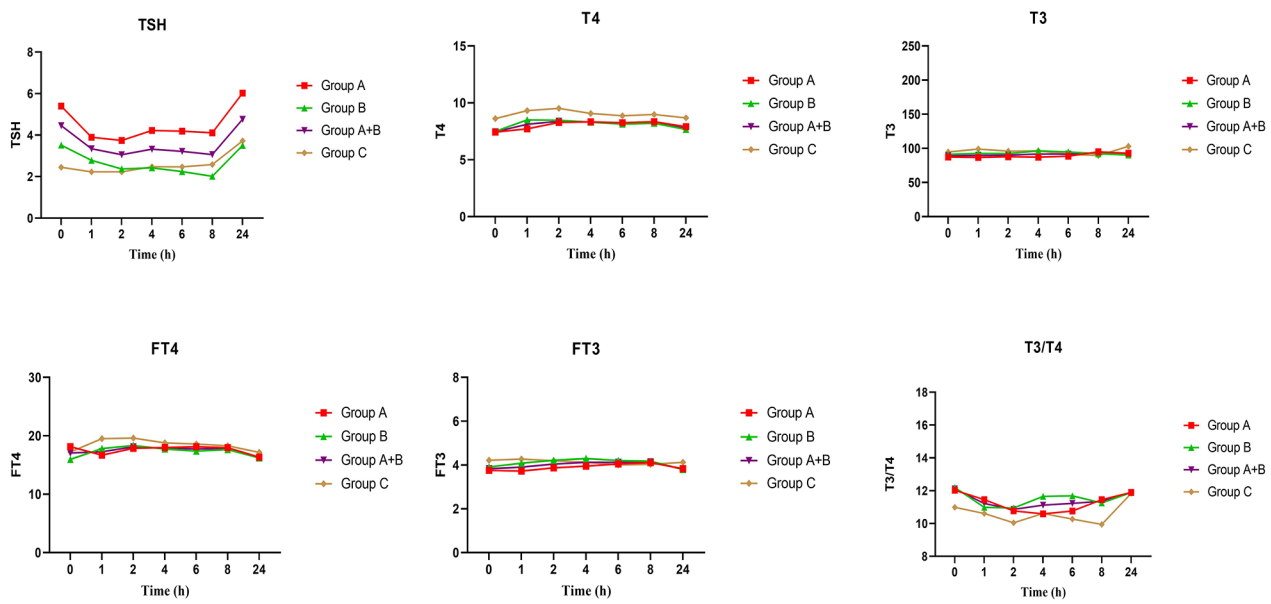 TSH
8
6
4
2
0
TSH
0 1 2 4 6 8 24
Time (h)
Group A
Group B
Group A+B
Group C
T4
15
10
5
0
T4
0 1 2 4 6 8 24
Time (h)
Group A
Group B
Group A+B
Group C
T3
250
200
150
100
50
0
T3
0 1 2 4 6 8 24
Time (h)
Group A
Group B
Group A+B
Group C
FT4
30
20
10
0
FT4
0 1 2 4 6 8 24
Time (h)
Group A
Group B
Group A+B
Group C
FT3
8
6
4
2
0
FT3
0 1 2 4 6 8 24
Time (h)
Group A
Group B
Group A+B
Group C
T3/T4
18
16
14
12
10
8
T3/T4
0 1 2 4 6 8 24
Time (h)
Group A
Group B
Group A+B
Group C